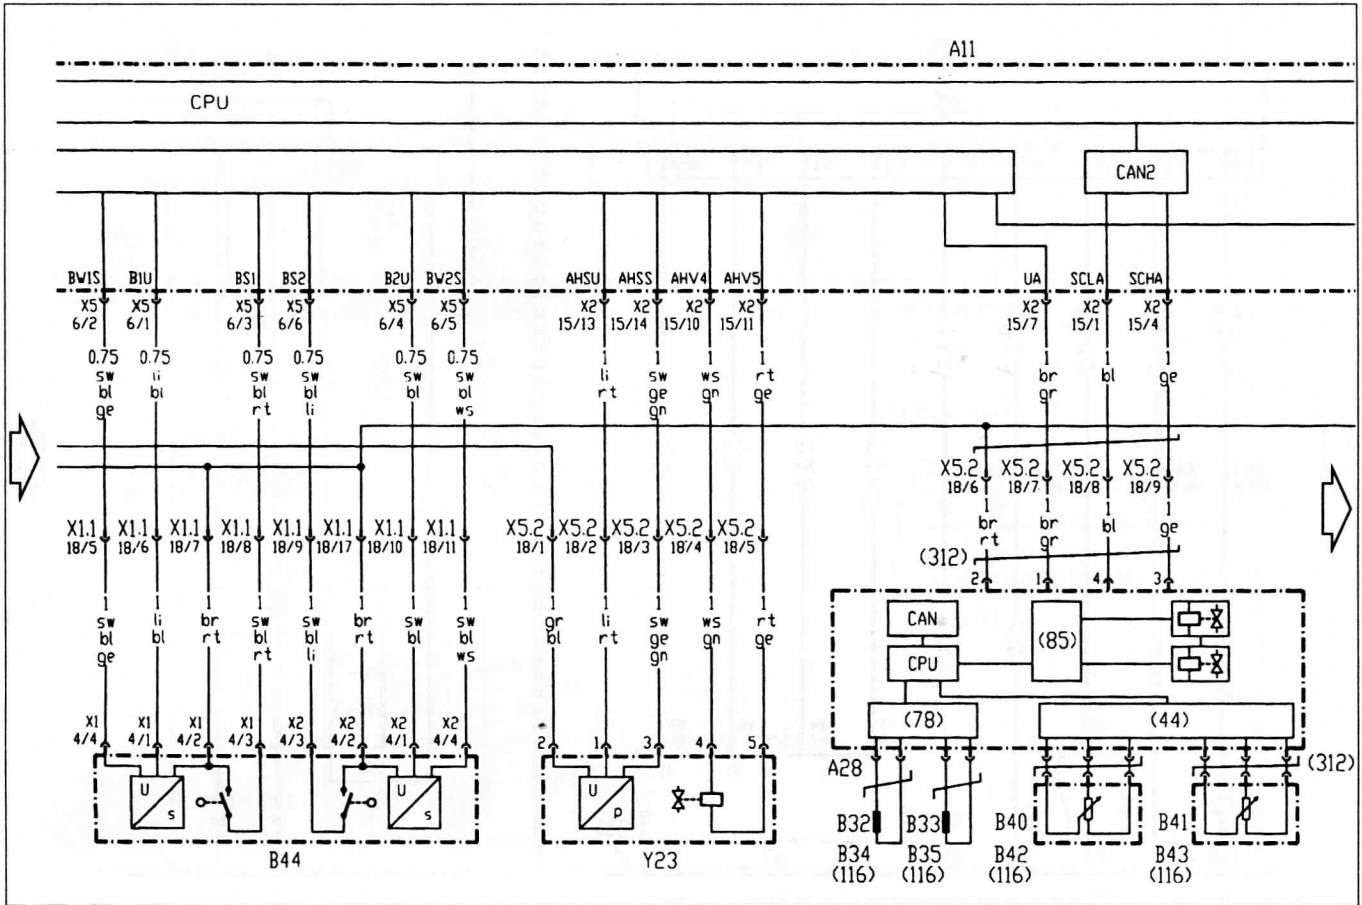 A11
CPU
CAN2
BW1S B1U BS1 BS2 B2U BW2S AHSU AHSS AHV4 AHV5 UA SCLA SCHA
X5 X5 X5 X5 X5 X5 X2 X2 X2 X2 X2 X2 X2
6/2 6/1 6/3 6/6 6/4 6/5 15/13 15/14 15/10 15/11 15/7 15/1 15/4
0.75 0.75 0.75 0.75 0.75 0.75 1 1 1 1 1 1 1
sw li sw sw sw sw li sw ws rt br bl ge
bl bl bl bl bl bl rt ge gn ge gr
ge rt li ws gn
X5.2 X5.2 X5.2 X5.2
18/6 18/7 18/8 18/9
1 1 1 1
br br bl ge
rt gr
X1.1 X1.1 X1.1 X1.1 X1.1 X1.1 X1.1 X1.1 X5.2 X5.2 X5.2 X5.2 X5.2
18/5 18/6 18/7 18/8 18/9 18/17 18/10 18/11 18/1 18/2 18/3 18/4 18/5
(312)
2 1 4 3
1 1 1 1 1 1 1 1 1 1 1 1 1
sw li br sw sw br sw sw gr li sw ws rt
bl bl rt bl bl rt bl bl bl rt ge gn ge
ge rt li ws gn
CAN
(85)
CPU
(78) (44)
X1 X1 X1 X1 X2 X2 X2 X2
4/4 4/1 4/2 4/3 4/3 4/2 4/1 4/4 2 1 3 4 5
A28 (312)
U U U
s s p
B32 B33 B40 B41
B44 Y23 B34 B35 B42 B43
(116) (116) (116) (116)